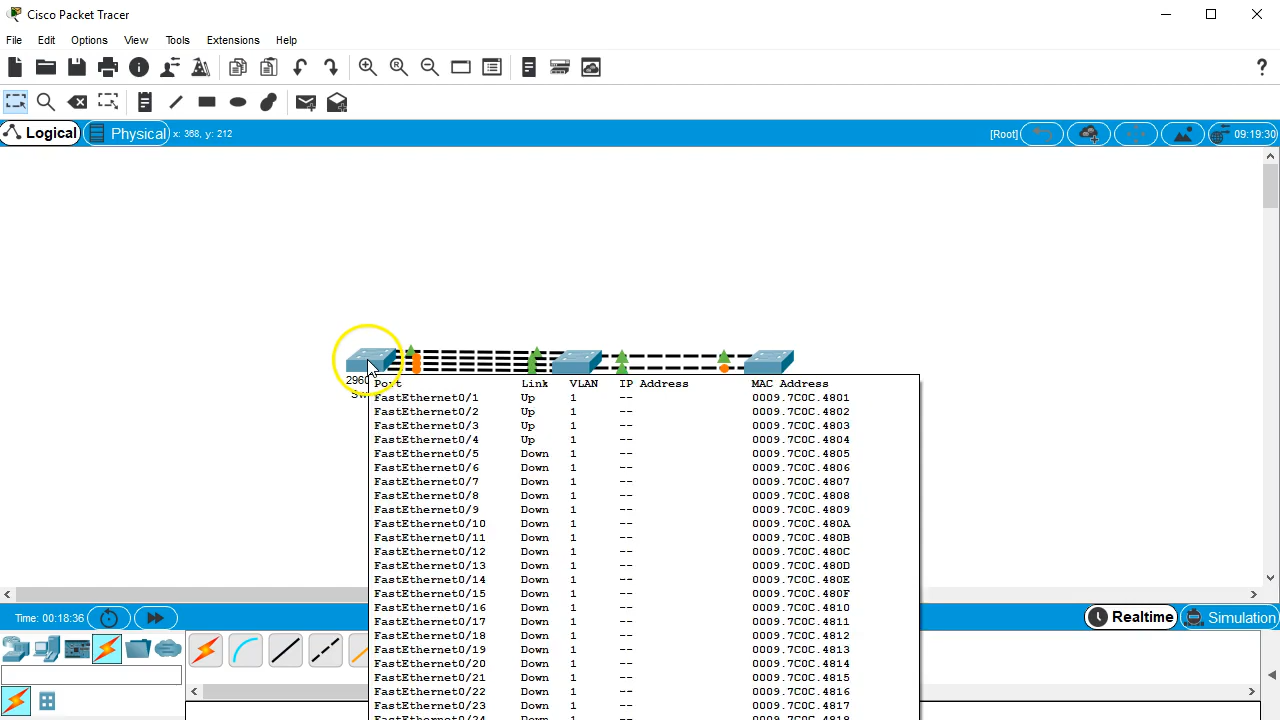 Cisco Packet Tracer
File Edit Options View Tools Extensions Help
Logical Physical x: 388, y: 212 [Root] 09:19:30
2960
Port Link VLAN IP Address MAC Address
FastEthernet0/1 Up 1 -- 0009.7C0C.4801
FastEthernet0/2 Up 1 -- 0009.7C0C.4802
FastEthernet0/3 Up 1 -- 0009.7C0C.4803
FastEthernet0/4 Up 1 -- 0009.7C0C.4804
FastEthernet0/5 Down 1 -- 0009.7C0C.4805
FastEthernet0/6 Down 1 -- 0009.7C0C.4806
FastEthernet0/7 Down 1 -- 0009.7C0C.4807
FastEthernet0/8 Down 1 -- 0009.7C0C.4808
FastEthernet0/9 Down 1 -- 0009.7C0C.4809
FastEthernet0/10 Down 1 -- 0009.7C0C.480A
FastEthernet0/11 Down 1 -- 0009.7C0C.480B
FastEthernet0/12 Down 1 -- 0009.7C0C.480C
FastEthernet0/13 Down 1 -- 0009.7C0C.480D
FastEthernet0/14 Down 1 -- 0009.7C0C.480E
FastEthernet0/15 Down 1 -- 0009.7C0C.480F
FastEthernet0/16 Down 1 -- 0009.7C0C.4810
FastEthernet0/17 Down 1 -- 0009.7C0C.4811
FastEthernet0/18 Down 1 -- 0009.7C0C.4812
FastEthernet0/19 Down 1 -- 0009.7C0C.4813
FastEthernet0/20 Down 1 -- 0009.7C0C.4814
FastEthernet0/21 Down 1 -- 0009.7C0C.4815
FastEthernet0/22 Down 1 -- 0009.7C0C.4816
FastEthernet0/23 Down 1 -- 0009.7C0C.4817
FastEthernet0/24 Down 1 -- 0009.7C0C.4818
Time: 00:18:36 Realtime Simulation